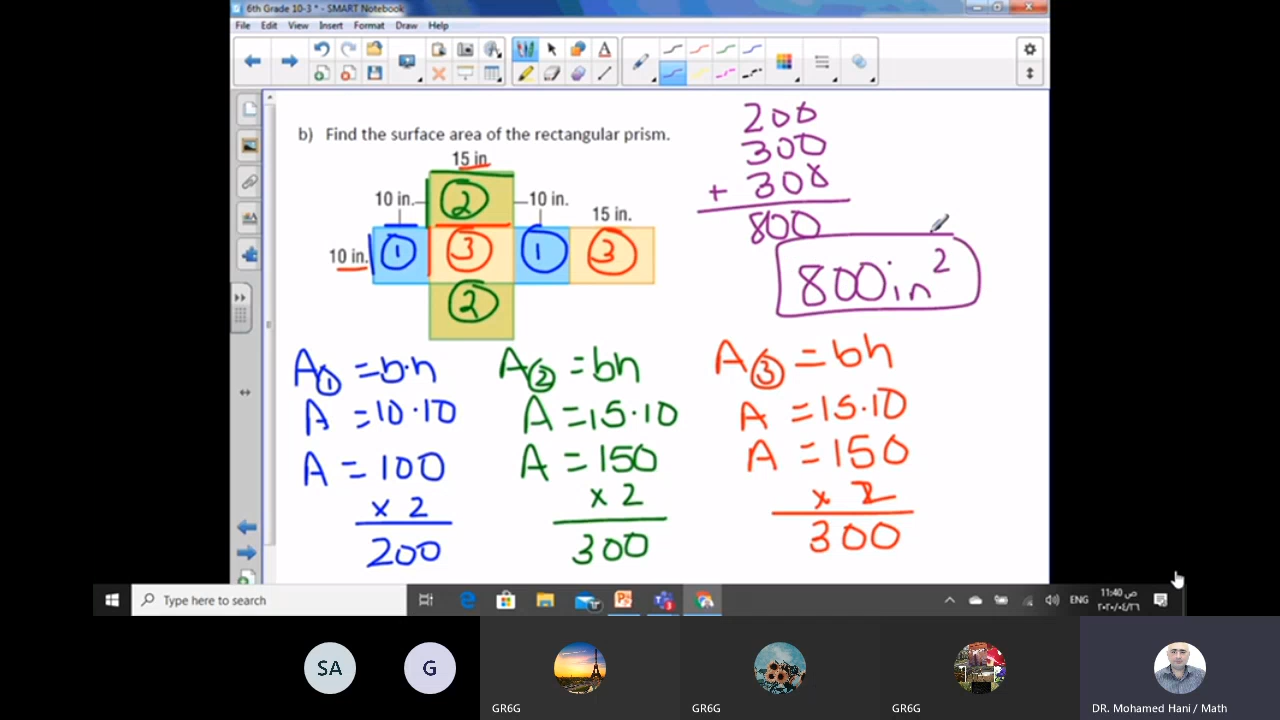 6th Grade 10-3 * - SMART Notebook
File Edit View Insert Format Draw Help
b) Find the surface area of the rectangular prism.
15 in
10 in.
10 in.
15 in.
10 in.
2
1
3
1
3
2
200
300
+ 300
800
800in²
A① = b·h
A = 10·10
A = 100
x 2
200
A② = bh
A = 15·10
A = 150
x 2
300
A③ = bh
A = 15·10
A = 150
x 2
300
Type here to search
ENG
11:40 ص
٢٠٢٠/٠٤/٢٦
SA
G
GR6G
GR6G
GR6G
DR. Mohamed Hani / Math